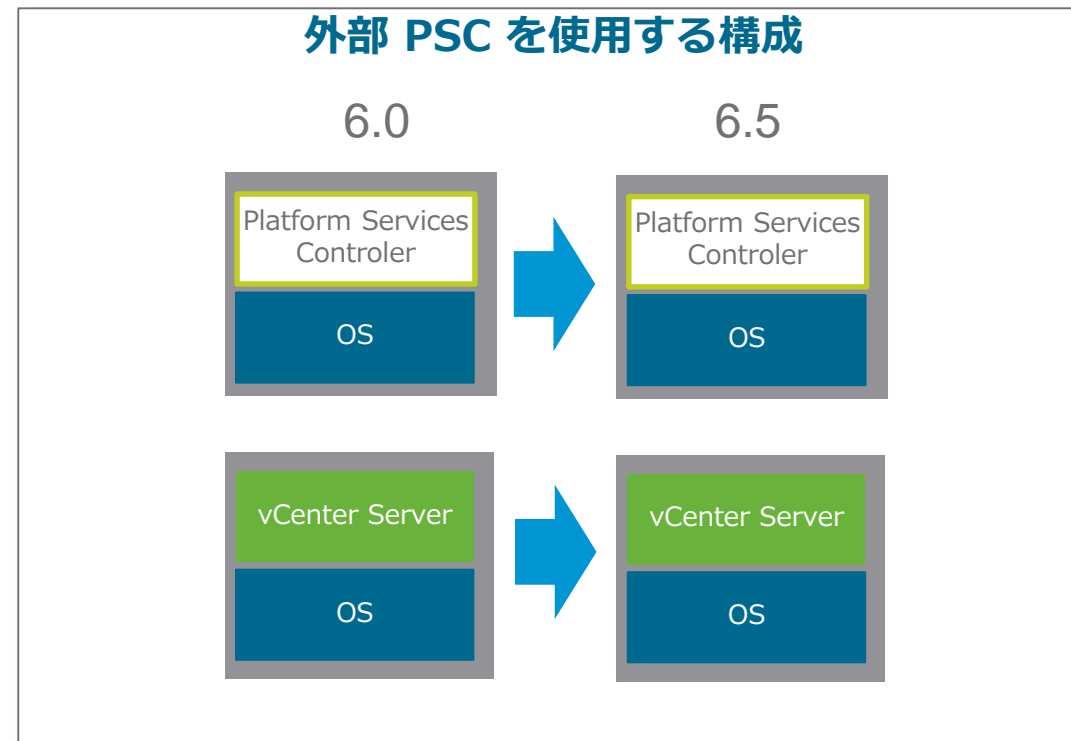 外部 PSC を使用する構成
6.0
6.5
Platform Services
Controler
OS
Platform Services
Controler
OS
vCenter Server
OS
vCenter Server
OS